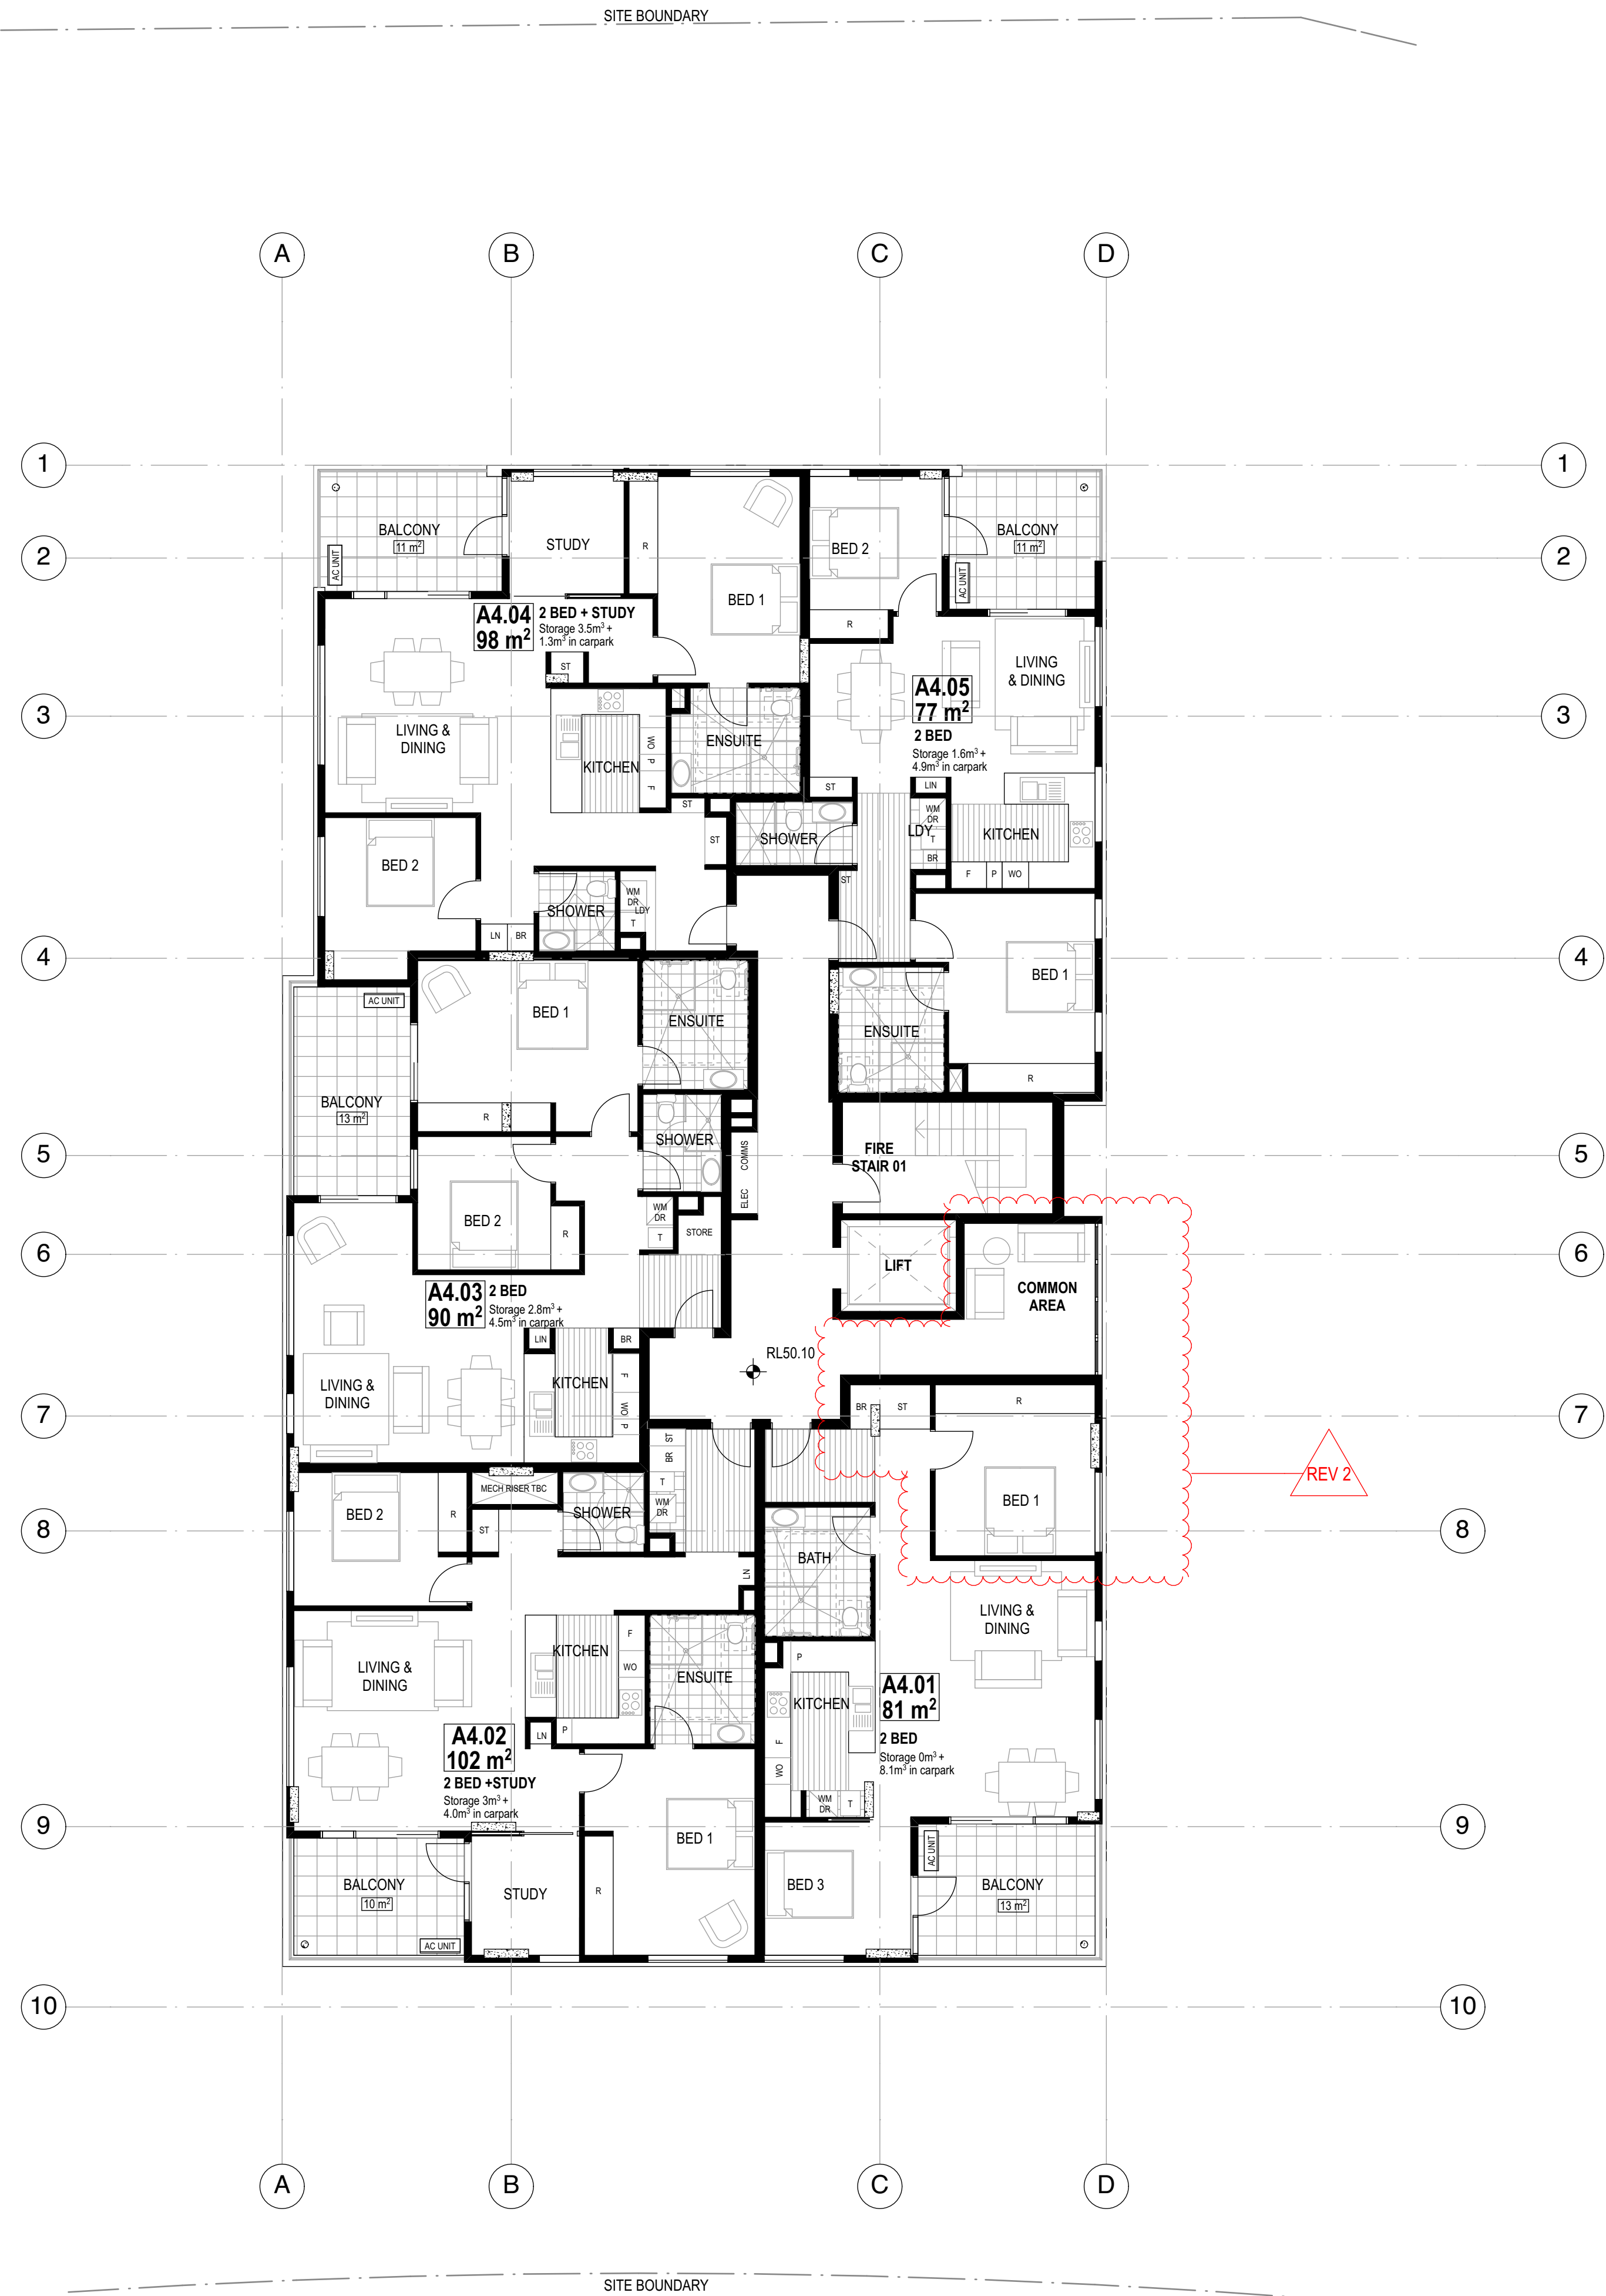 SITE BOUNDARY
A
B
C
D
1
1
BALCONY
11 m²
AC UNIT
STUDY
R
BED 1
BED 2
R
BALCONY
11 m²
AC UNIT
2
2
A4.04
98 m²
2 BED + STUDY
Storage 3.5m³ +
1.3m³ in carpark
ST
LIVING &
DINING
KITCHEN
WO
P
F
ENSUITE
A4.05
77 m²
2 BED
Storage 1.6m³ +
4.9m³ in carpark
LIVING
& DINING
3
3
ST
ST
ST
LIN
WM
DR
LDY
T
BR
KITCHEN
F
P
WO
SHOWER
BED 2
LN
BR
SHOWER
WM
DR
LDY
T
ST
4
4
BED 1
AC UNIT
BED 1
ENSUITE
ENSUITE
R
BALCONY
13 m²
R
SHOWER
COMMS
ELEC
FIRE
STAIR 01
5
5
BED 2
R
WM
DR
T
STORE
6
6
LIFT
COMMON
AREA
A4.03
90 m²
2 BED
Storage 2.8m³ +
4.5m³ in carpark
LIN
BR
RL50.10
LIVING &
DINING
KITCHEN
F
WO
P
7
7
BR
ST
R
ST
BR
T
WM
DR
REV 2
BED 1
MECH RISER TBC
BED 2
R
ST
SHOWER
8
8
BATH
LN
LIVING &
DINING
LIVING &
DINING
KITCHEN
F
WO
P
LN
ENSUITE
P
KITCHEN
F
WO
WM
DR
T
A4.01
81 m²
2 BED
Storage 0m³ +
8.1m³ in carpark
A4.02
102 m²
2 BED +STUDY
Storage 3m³ +
4.0m³ in carpark
9
9
BED 1
BED 3
AC UNIT
BALCONY
10 m²
AC UNIT
STUDY
R
BALCONY
13 m²
10
10
A
B
C
D
SITE BOUNDARY